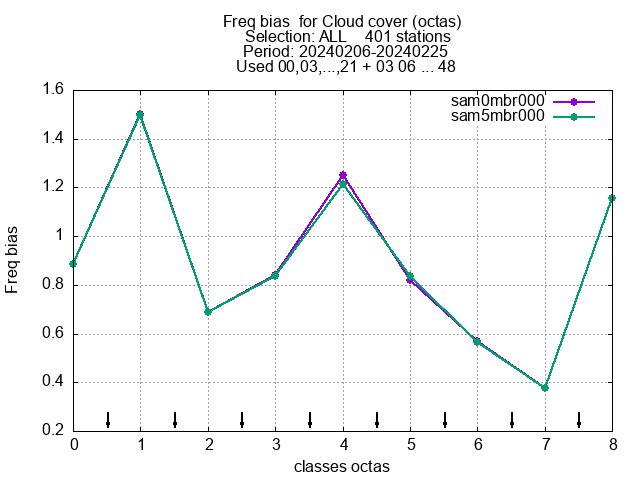 Freq bias  for Cloud cover (octas)
Selection: ALL    401 stations
Period: 20240206-20240225
Used 00,03,...,21 + 03 06 ... 48
sam0mbr000
sam5mbr000
1.6
1.4
1.2
1
0.8
0.6
0.4
0.2
Freq bias
0 1 2 3 4 5 6 7 8
classes octas